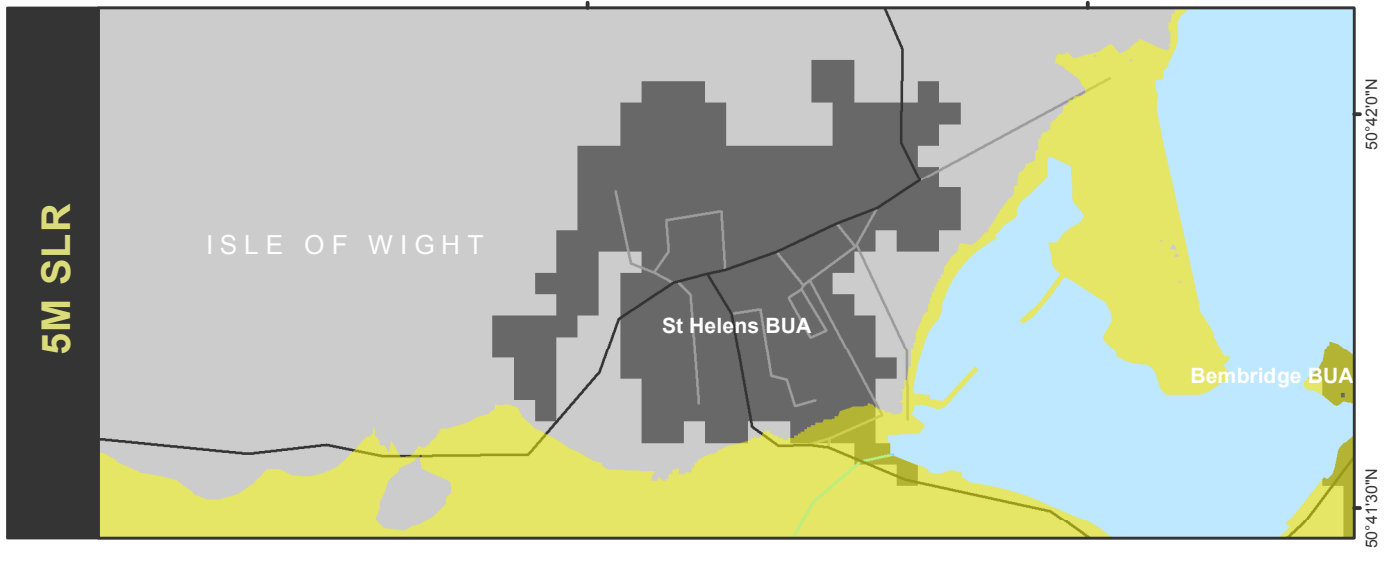 5M SLR
ISLE OF WIGHT
St Helens BUA
Bembridge BUA
50°42'0"N
50°41'30"N